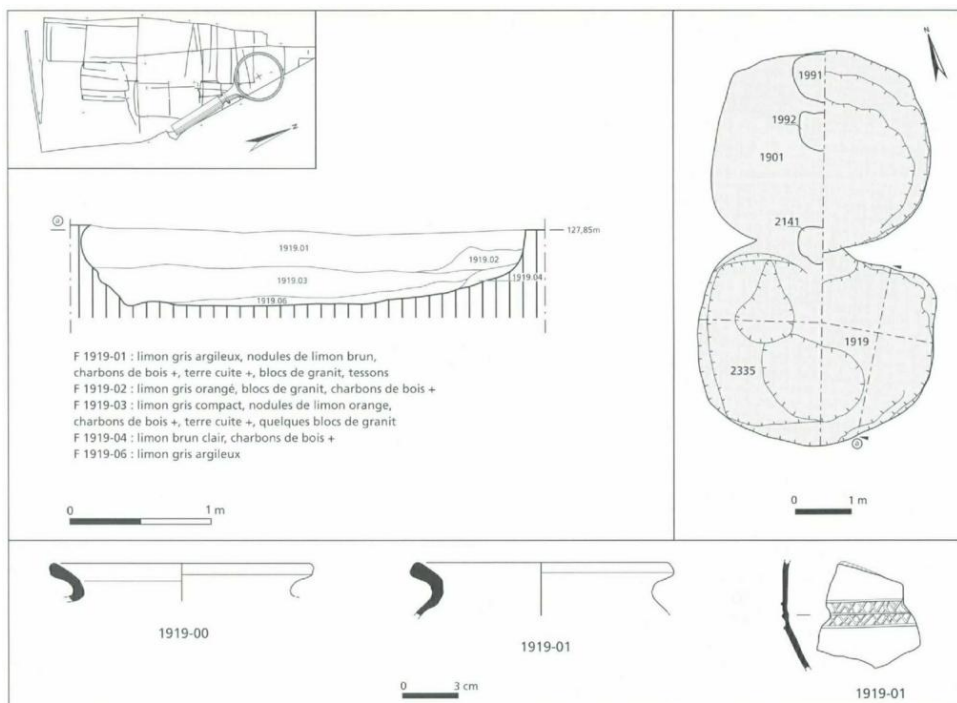 N
a
127,85m
1919.01
1919.02
1919.03
1919.04
1919.06
F 1919-01 : limon gris argileux, nodules de limon brun,
charbons de bois +, terre cuite +, blocs de granit, tessons
F 1919-02 : limon gris orangé, blocs de granit, charbons de bois +
F 1919-03 : limon gris compact, nodules de limon orange,
charbons de bois +, terre cuite +, quelques blocs de granit
F 1919-04 : limon brun clair, charbons de bois +
F 1919-06 : limon gris argileux
0 1 m
N
1991
1992
1901
2141
1919
2335
a
0 1 m
1919-00
1919-01
0 3 cm
1919-01